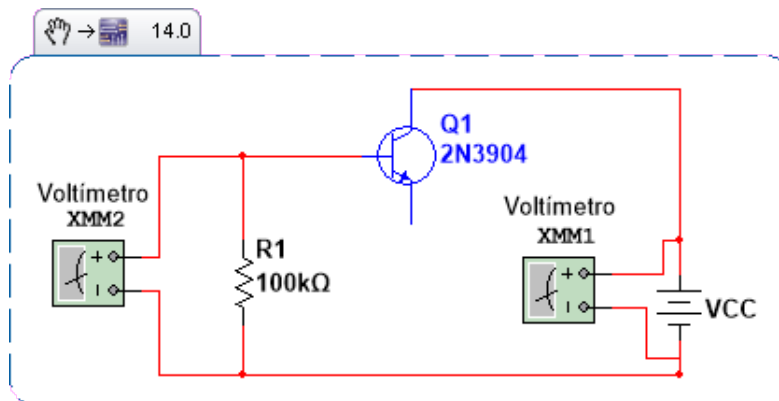 14.0
Q1
2N3904
Voltímetro
XMM2
+
R1
100kΩ
Voltímetro
XMM1
+
VCC